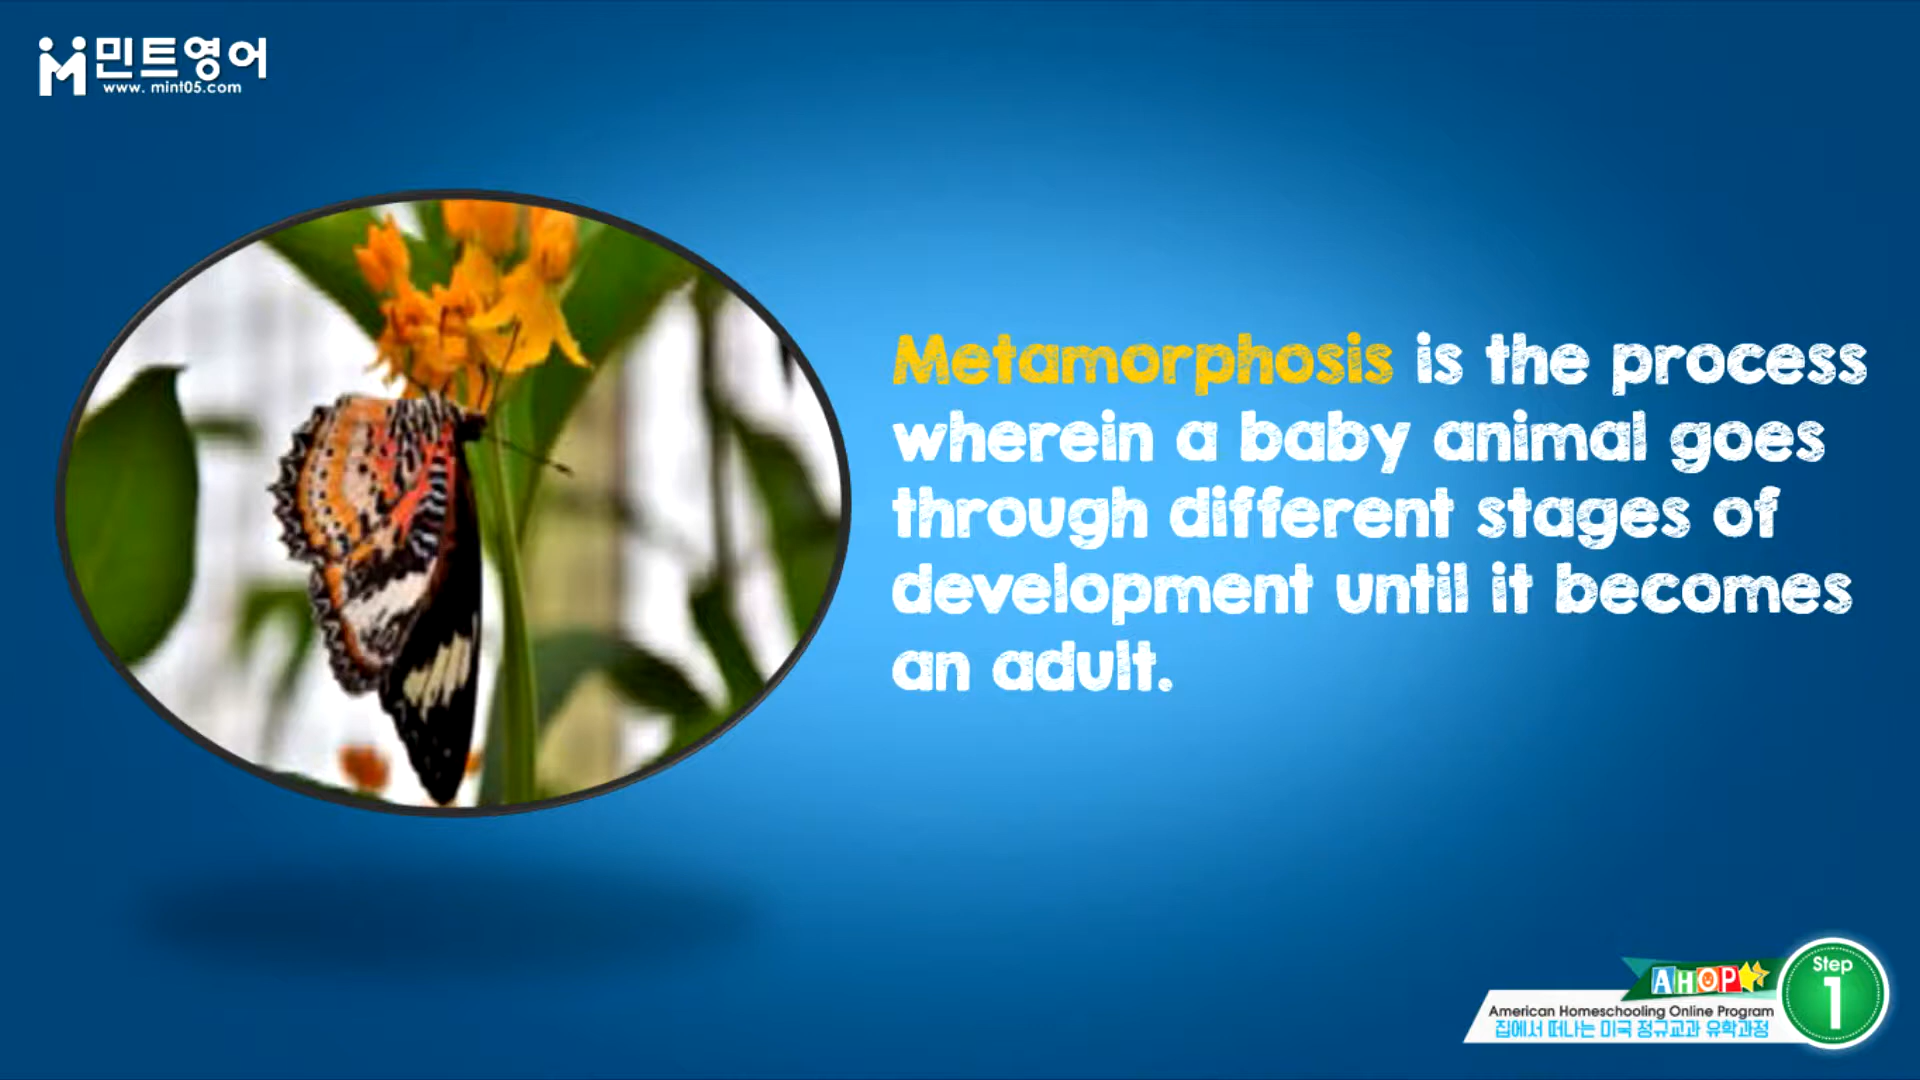 민트영어
www. mint05.com
Metamorphosis is the process
wherein a baby animal goes
through different stages of
development until it becomes
an adult.
AHOP
Step
1
American Homeschooling Online Program
집에서 떠나는 미국 정규교과 유학과정